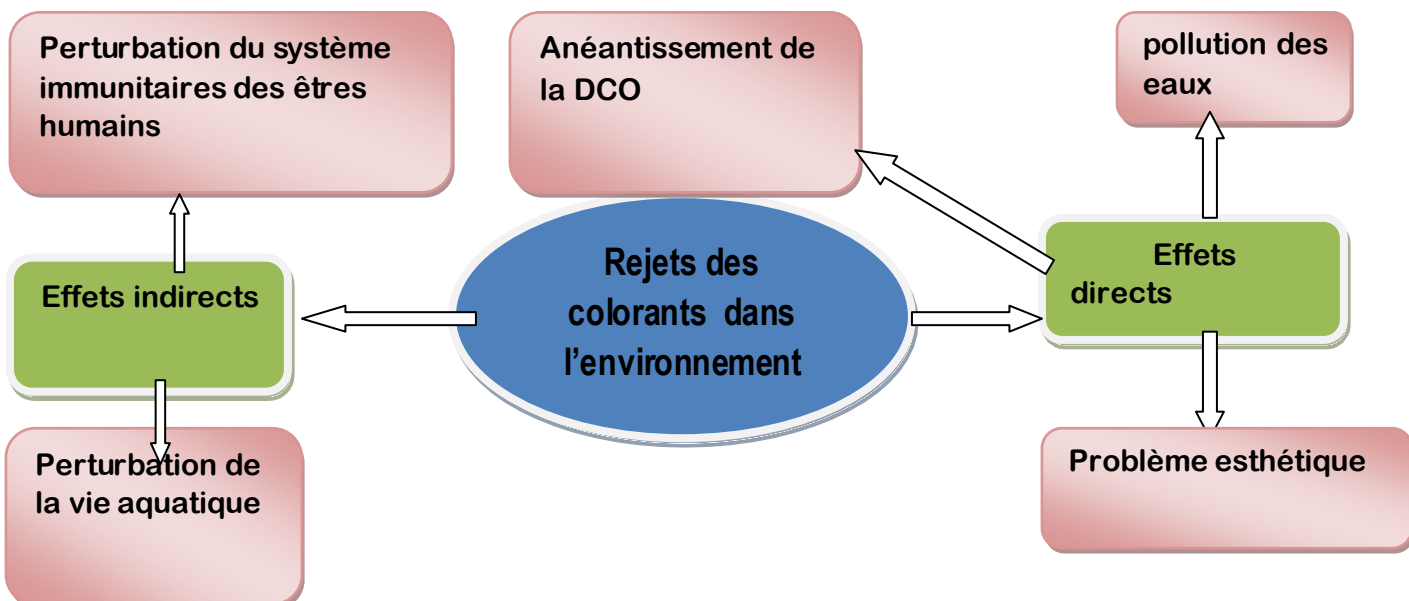 Perturbation du système
immunitaires des êtres
humains
Anéantissement de
la DCO
pollution des
eaux
Effets indirects
Rejets des
colorants dans
l'environnement
Effets
directs
Perturbation de
la vie aquatique
Problème esthétique